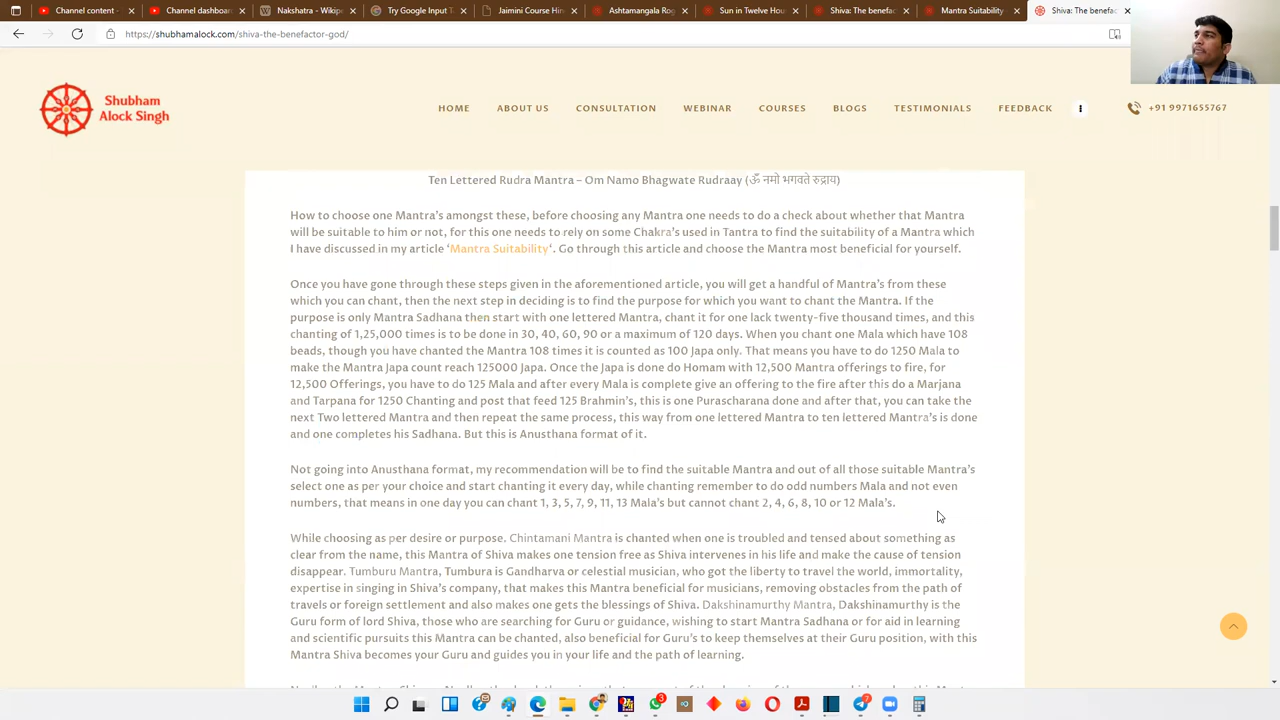 Channel content -
Channel dashboard
Nakshatra - Wikipe
Try Google Input T
Jaimini Course Hin
Ashtamangala Rog
Sun in Twelve Hou
Shiva: The benefac
Mantra Suitability
Shiva: The benefac
https://shubhamalock.com/shiva-the-benefactor-god/
Shubham
Alock Singh
HOME ABOUT US CONSULTATION WEBINAR COURSES BLOGS TESTIMONIALS FEEDBACK +91 9971655767
Ten Lettered Rudra Mantra – Om Namo Bhagwate Rudraay (ॐ नमो भगवते रुद्राय)
How to choose one Mantra's amongst these, before choosing any Mantra one needs to do a check about whether that Mantra
will be suitable to him or not, for this one needs to rely on some Chakra's used in Tantra to find the suitability of a Mantra which
I have discussed in my article 'Mantra Suitability'. Go through this article and choose the Mantra most beneficial for yourself.
Once you have gone through these steps given in the aforementioned article, you will get a handful of Mantra's from these
which you can chant, then the next step in deciding is to find the purpose for which you want to chant the Mantra. If the
purpose is only Mantra Sadhana then start with one lettered Mantra, chant it for one lack twenty-five thousand times, and this
chanting of 1,25,000 times is to be done in 30, 40, 60, 90 or a maximum of 120 days. When you chant one Mala which have 108
beads, though you have chanted the Mantra 108 times it is counted as 100 Japa only. That means you have to do 1250 Mala to
make the Mantra Japa count reach 125000 Japa. Once the Japa is done do Homam with 12,500 Mantra offerings to fire, for
12,500 Offerings, you have to do 125 Mala and after every Mala is complete give an offering to the fire after this do a Marjana
and Tarpana for 1250 Chanting and post that feed 125 Brahmin's, this is one Purascharana done and after that, you can take the
next Two lettered Mantra and then repeat the same process, this way from one lettered Mantra to ten lettered Mantra's is done
and one completes his Sadhana. But this is Anusthana format of it.
Not going into Anusthana format, my recommendation will be to find the suitable Mantra and out of all those suitable Mantra's
select one as per your choice and start chanting it every day, while chanting remember to do odd numbers Mala and not even
numbers, that means in one day you can chant 1, 3, 5, 7, 9, 11, 13 Mala's but cannot chant 2, 4, 6, 8, 10 or 12 Mala's.
While choosing as per desire or purpose. Chintamani Mantra is chanted when one is troubled and tensed about something as
clear from the name, this Mantra of Shiva makes one tension free as Shiva intervenes in his life and make the cause of tension
disappear. Tumburu Mantra, Tumbura is Gandharva or celestial musician, who got the liberty to travel the world, immortality,
expertise in singing in Shiva's company, that makes this Mantra beneficial for musicians, removing obstacles from the path of
travels or foreign settlement and also makes one gets the blessings of Shiva. Dakshinamurthy Mantra, Dakshinamurthy is the
Guru form of lord Shiva, those who are searching for Guru or guidance, wishing to start Mantra Sadhana or for aid in learning
and scientific pursuits this Mantra can be chanted, also beneficial for Guru's to keep themselves at their Guru position, with this
Mantra Shiva becomes your Guru and guides you in your life and the path of learning.